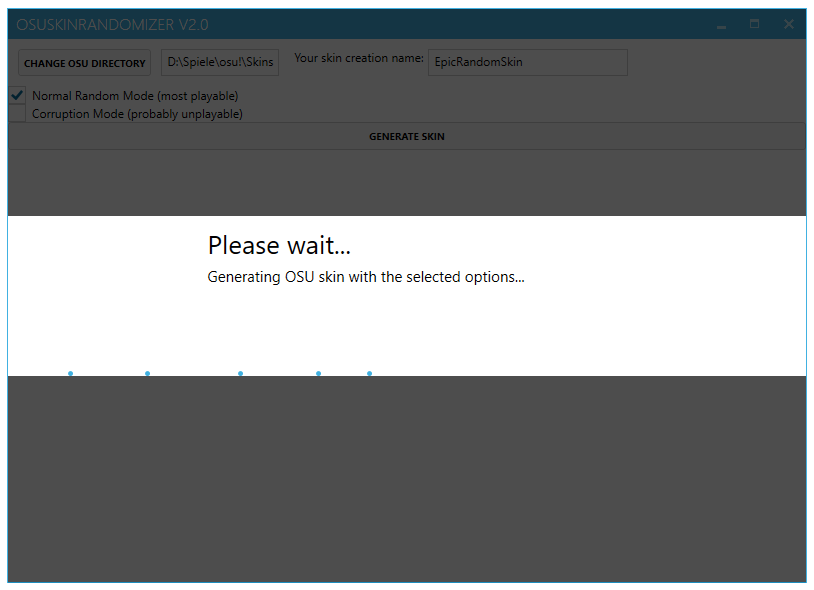 OSUSKINRANDOMIZER V2.0
CHANGE OSU DIRECTORY D:\Spiele\osu!\Skins Your skin creation name: EpicRandomSkin
Normal Random Mode (most playable)
Corruption Mode (probably unplayable)
GENERATE SKIN
Please wait...
Generating OSU skin with the selected options...